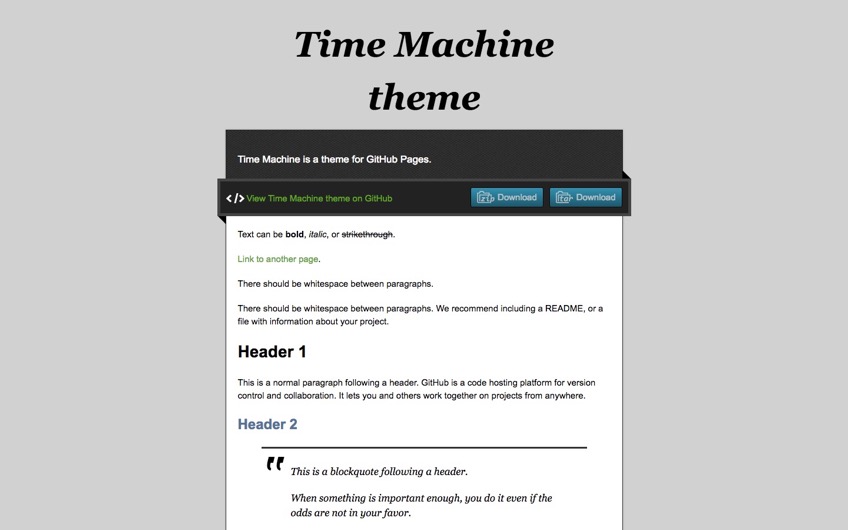 Time Machine
theme
Time Machine is a theme for GitHub Pages.
</> View Time Machine theme on GitHub
zip Download
tar Download
Text can be bold, italic, or strikethrough.
Link to another page.
There should be whitespace between paragraphs.
There should be whitespace between paragraphs. We recommend including a README, or a
file with information about your project.
Header 1
This is a normal paragraph following a header. GitHub is a code hosting platform for version
control and collaboration. It lets you and others work together on projects from anywhere.
Header 2
" This is a blockquote following a header.
When something is important enough, you do it even if the
odds are not in your favor.